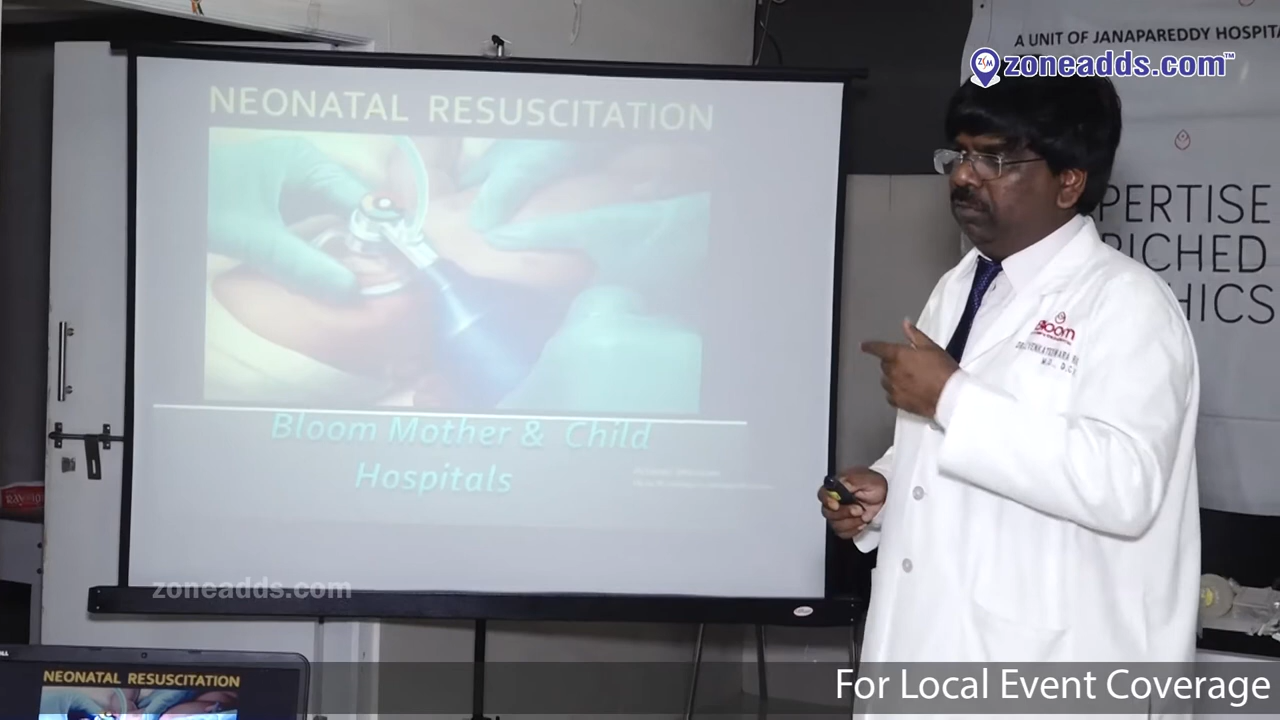 A UNIT OF JANAPAREDDY HOSPITA
zoneadds.com™
NEONATAL RESUSCITATION
PERTISE
RICHED
HICS
Bloom
M.D., D.C
Bloom Mother & Child
Hospitals
zoneadds.com
DELL
NEONATAL RESUSCITATION
For Local Event Coverage